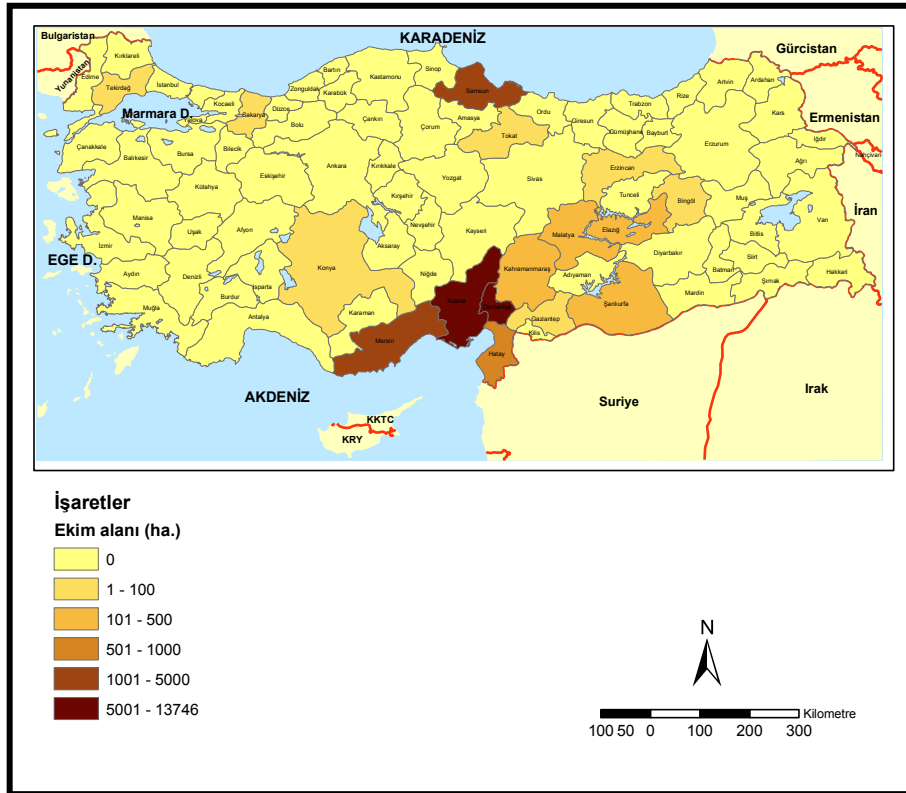 KARADENİZ
Bulgaristan
Gürcistan
Kırklareli
Edirne
Yunanistan
Tekirdağ
İstanbul
Kocaeli
Yalova
Sakarya
Düzce
Zonguldak
Bartın
Karabük
Kastamonu
Sinop
Samsun
Ordu
Giresun
Trabzon
Rize
Artvin
Ardahan
Kars
Ermenistan
Iğdır
Nahçivan
Marmara D.
Çanakkale
Balıkesir
Bursa
Bilecik
Bolu
Çankırı
Çorum
Amasya
Tokat
Gümüşhane
Bayburt
Erzurum
Ağrı
Kütahya
Eskişehir
Ankara
Kırıkkale
Yozgat
Sivas
Erzincan
Tunceli
Bingöl
Muş
Van
İran
Manisa
Uşak
Afyon
Kırşehir
Nevşehir
Kayseri
Malatya
Elazığ
Diyarbakır
Bitlis
Siirt
Batman
EGE D.
İzmir
Aydın
Denizli
Isparta
Burdur
Konya
Aksaray
Niğde
Kahramanmaraş
Adıyaman
Şanlıurfa
Mardin
Şırnak
Hakkari
Muğla
Antalya
Karaman
Mersin
Adana
Gaziantep
Kilis
Hatay
AKDENİZ
KKTC
KRY
Suriye
Irak
İşaretler
Ekim alanı (ha.)
0
1 - 100
101 - 500
501 - 1000
1001 - 5000
5001 - 13746
N
Kilometre
100 50 0 100 200 300